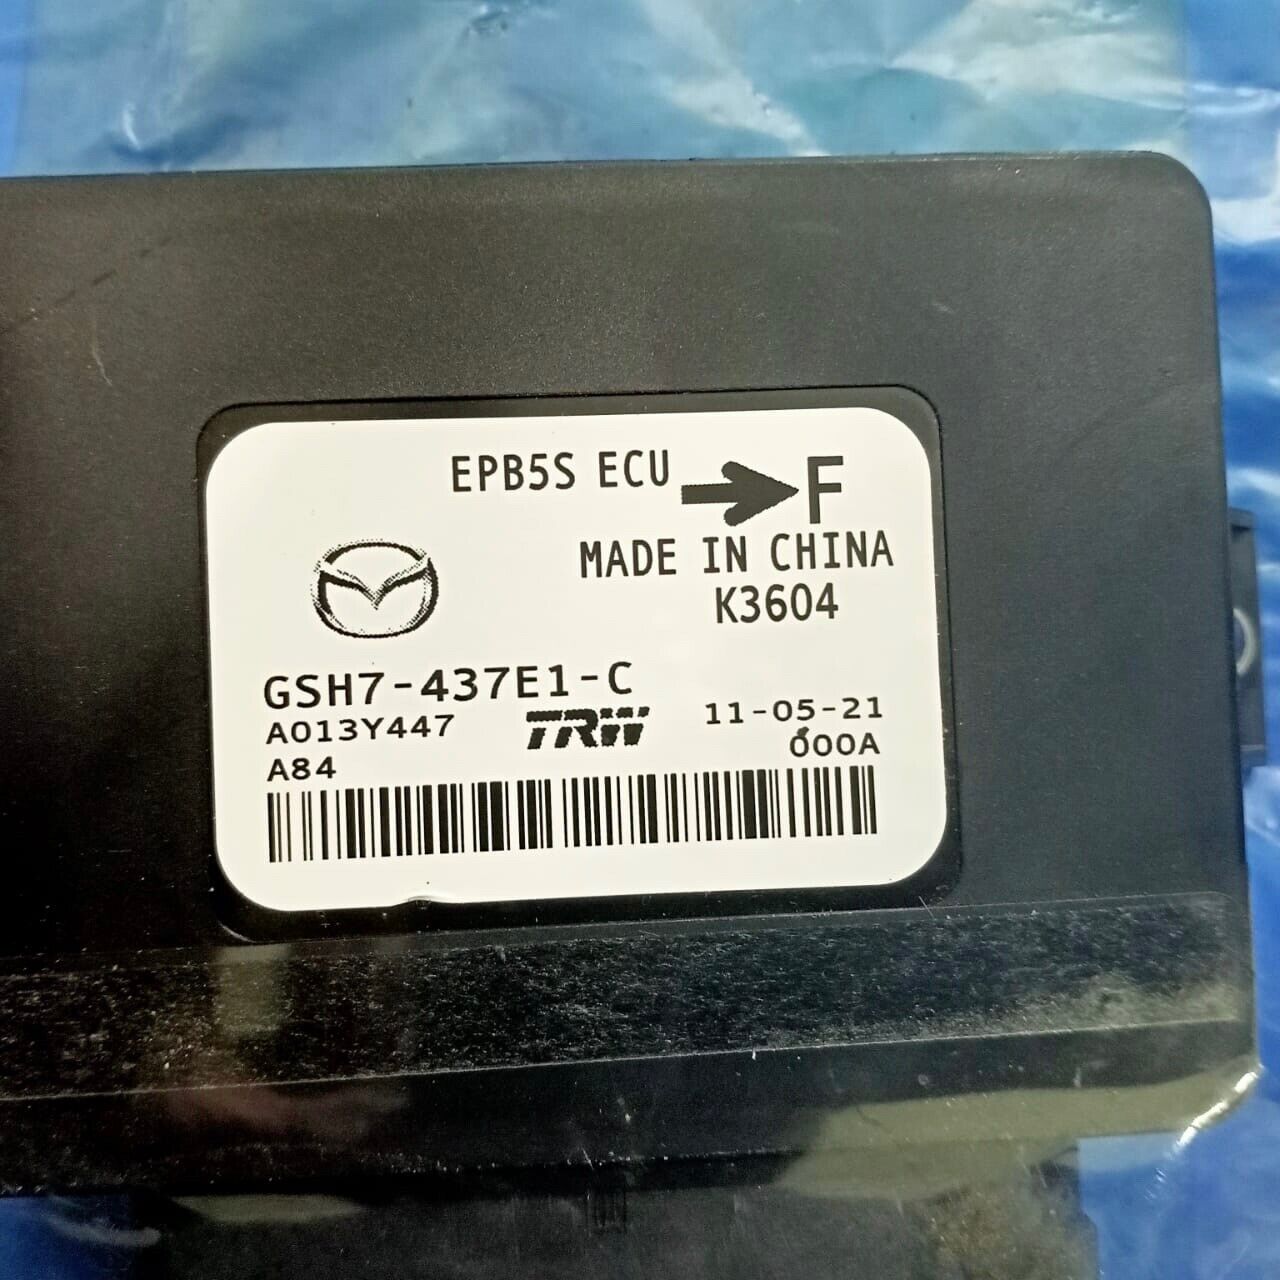 EPB5S ECU
F
MADE IN CHINA
K3604
GSH7-437E1-C
A013Y447
TRW
11-05-21
A84
000A